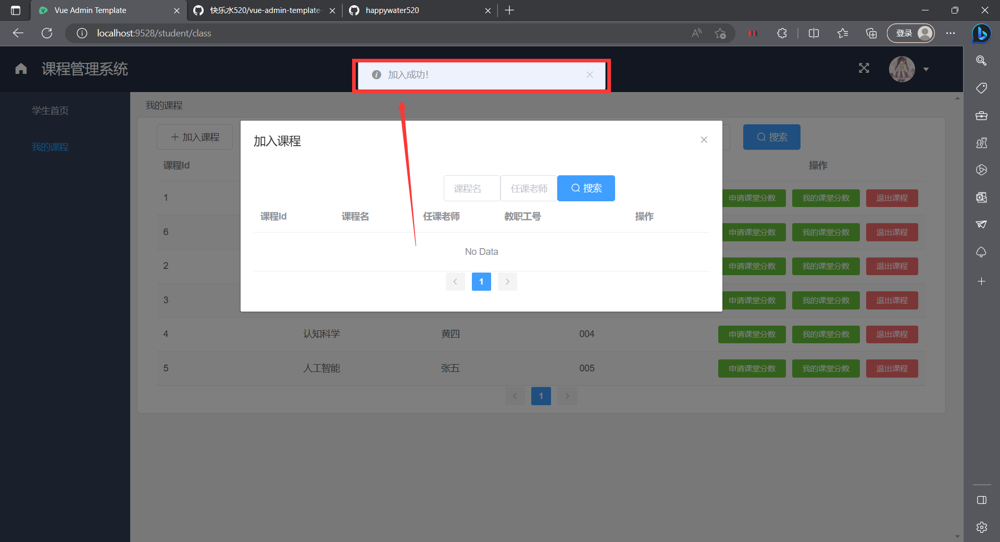 Vue Admin Template
快乐水520/vue-admin-template-
happywater520
localhost:9528/student/class
登录
课程管理系统
加入成功!
学生首页
我的课程
我的课程
加入课程
搜索
课程Id
操作
加入课程
课程名
任课老师
搜索
课程Id 课程名 任课老师 教职工号 操作
No Data
1
1 申请课堂分数 我的课堂分数 退出课程
6 申请课堂分数 我的课堂分数 退出课程
2 申请课堂分数 我的课堂分数 退出课程
3 申请课堂分数 我的课堂分数 退出课程
4 认知科学 黄四 004 申请课堂分数 我的课堂分数 退出课程
5 人工智能 张五 005 申请课堂分数 我的课堂分数 退出课程
1